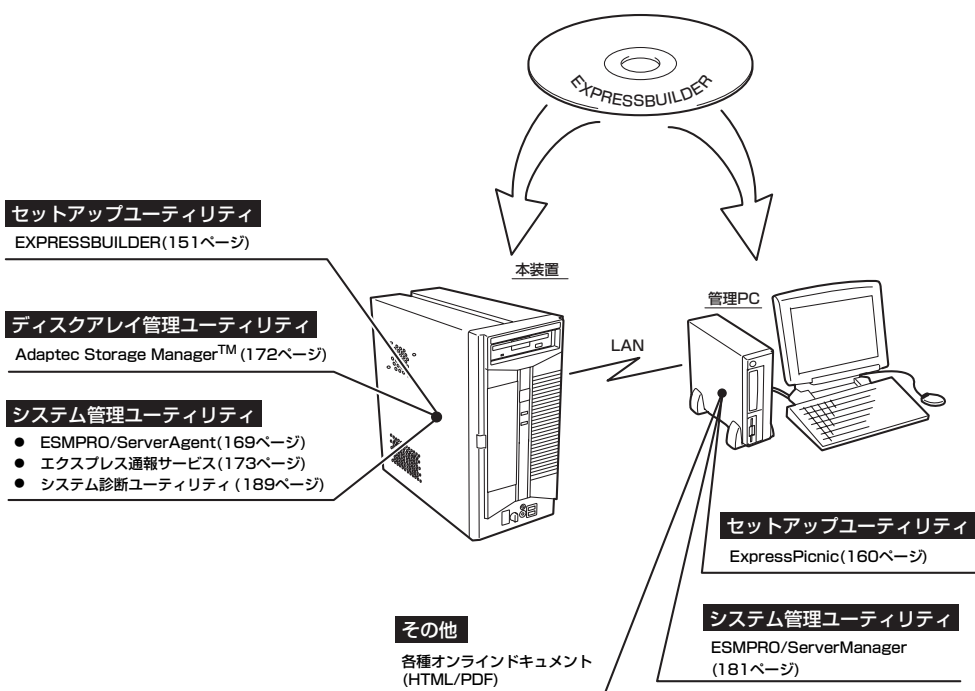 EXPRESSBUILDER
セットアップユーティリティ
EXPRESSBUILDER(151ページ)
ディスクアレイ管理ユーティリティ
Adaptec Storage Manager™(172ページ)
システム管理ユーティリティ
● ESMPRO/ServerAgent(169ページ)
● エクスプレス通報サービス(173ページ)
● システム診断ユーティリティ(189ページ)
本装置
LAN
管理PC
セットアップユーティリティ
ExpressPicnic(160ページ)
システム管理ユーティリティ
ESMPRO/ServerManager
(181ページ)
その他
各種オンラインドキュメント
(HTML/PDF)